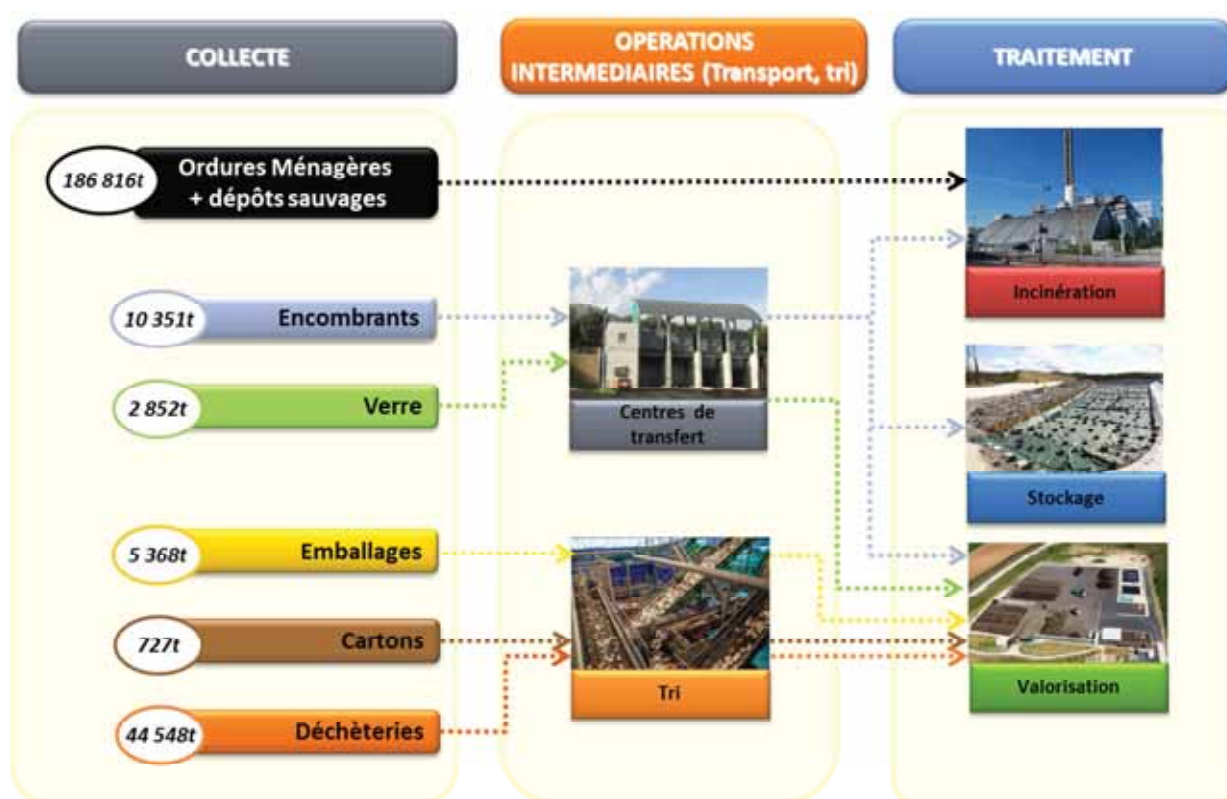 COLLECTE
OPERATIONS
INTERMEDIAIRES (Transport, tri)
TRAITEMENT
186 816t
Ordures Ménagères
+ dépôts sauvages
10 351t
Encombrants
2 852t
Verre
5 368t
Emballages
727t
Cartons
44 548t
Déchèteries
Centres de
transfert
Tri
Incinération
Stockage
Valorisation